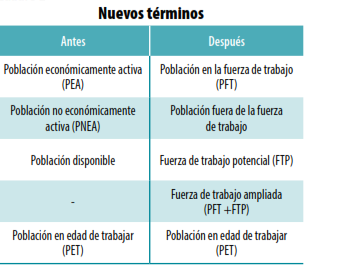 Nuevos términos
Antes Después
Población económicamente activa Población en la fuerza de trabajo
(PEA) (PFT)
Población no económicamente Población fuera de la fuerza
activa (PNEA) de trabajo
Población disponible Fuerza de trabajo potencial (FTP)
- Fuerza de trabajo ampliada
(PFT +FTP)
Población en edad de trabajar Población en edad de trabajar
(PET) (PET)